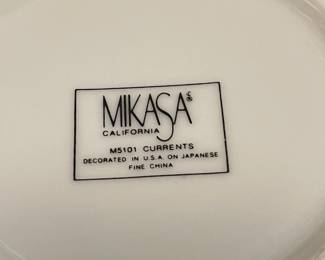 MIKASA
CALIFORNIA
M5101 CURRENTS
DECORATED IN U.S.A. ON JAPANESE
FINE CHINA